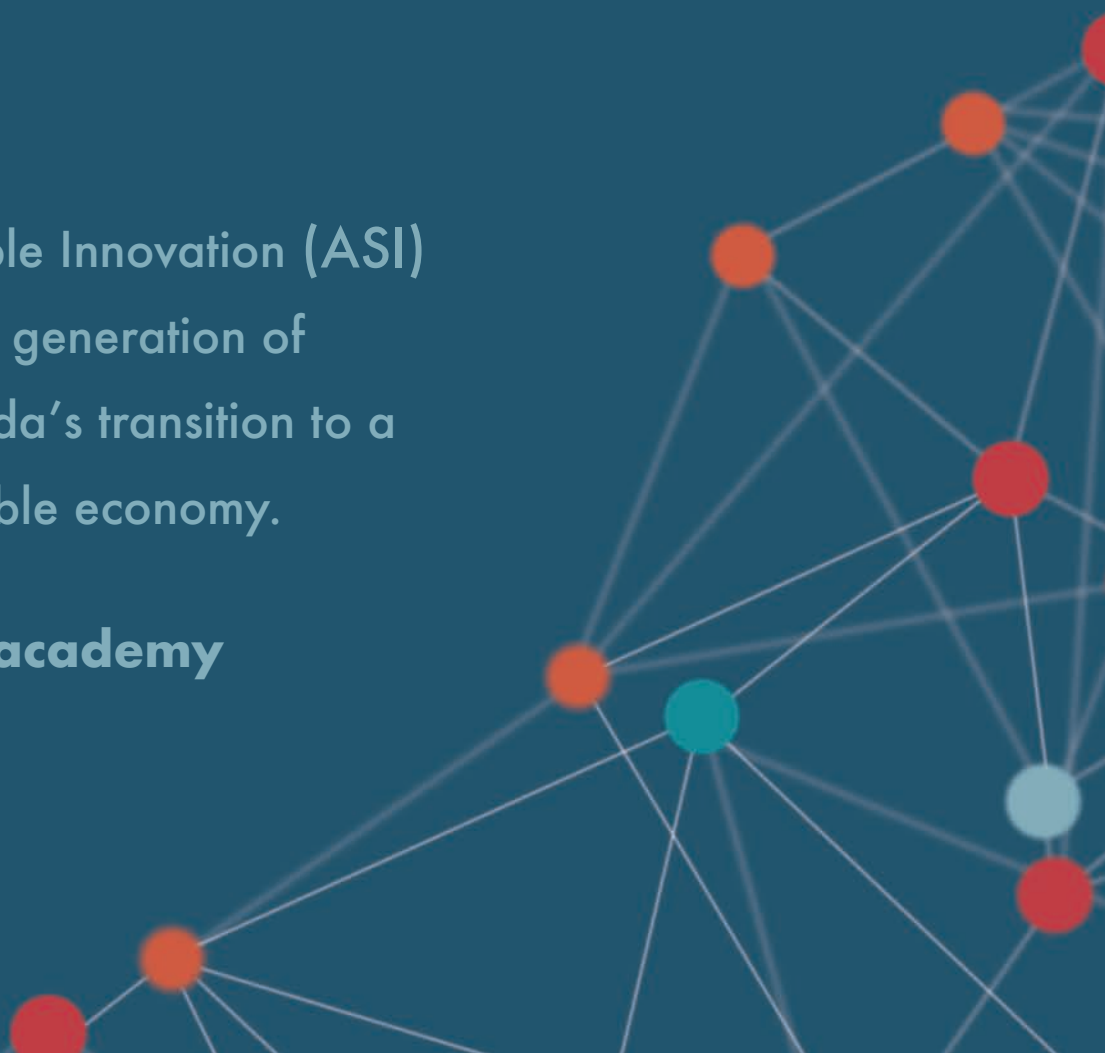 ble Innovation (ASI)
generation of
da's transition to a
ble economy.
academy